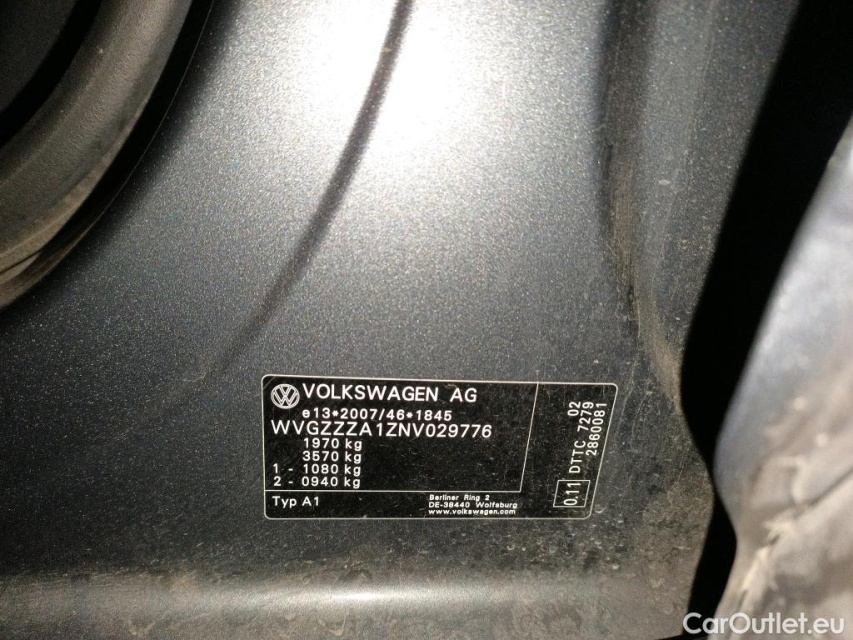 VOLKSWAGEN AG
e13*2007/46*1845
WVGZZZA1ZNV029776
1970 kg
3570 kg
1 - 1080 kg
2 - 0940 kg
Typ A1
Berliner Ring 2
DE-38440 Wolfsburg
www.volkswagen.com
0.11 DTTC 7279 02
2860081
CarOutlet.eu